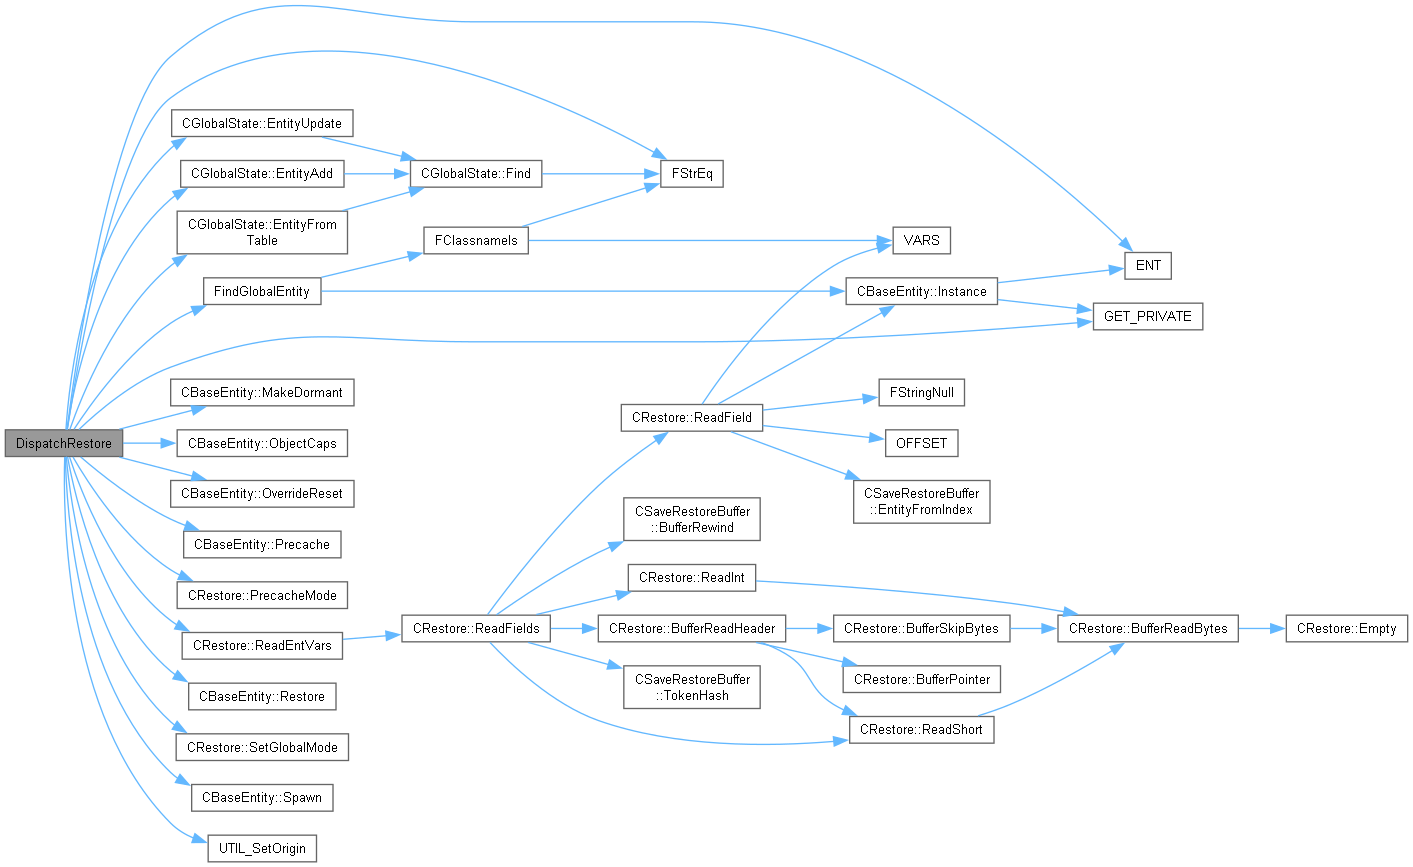 DispatchRestore
CGlobalState::EntityUpdate
CGlobalState::EntityAdd
CGlobalState::EntityFrom
Table
FindGlobalEntity
CBaseEntity::MakeDormant
CBaseEntity::ObjectCaps
CBaseEntity::OverrideReset
CBaseEntity::Precache
CRestore::PrecacheMode
CRestore::ReadEntVars
CBaseEntity::Restore
CRestore::SetGlobalMode
CBaseEntity::Spawn
UTIL_SetOrigin
CGlobalState::Find
FClassnameIs
CRestore::ReadFields
FStrEq
CRestore::ReadField
CSaveRestoreBuffer
::BufferRewind
CRestore::ReadInt
CRestore::BufferReadHeader
CSaveRestoreBuffer
::TokenHash
VARS
CBaseEntity::Instance
FStringNull
OFFSET
CSaveRestoreBuffer
::EntityFromIndex
CRestore::BufferSkipBytes
CRestore::BufferPointer
CRestore::ReadShort
ENT
GET_PRIVATE
CRestore::BufferReadBytes
CRestore::Empty